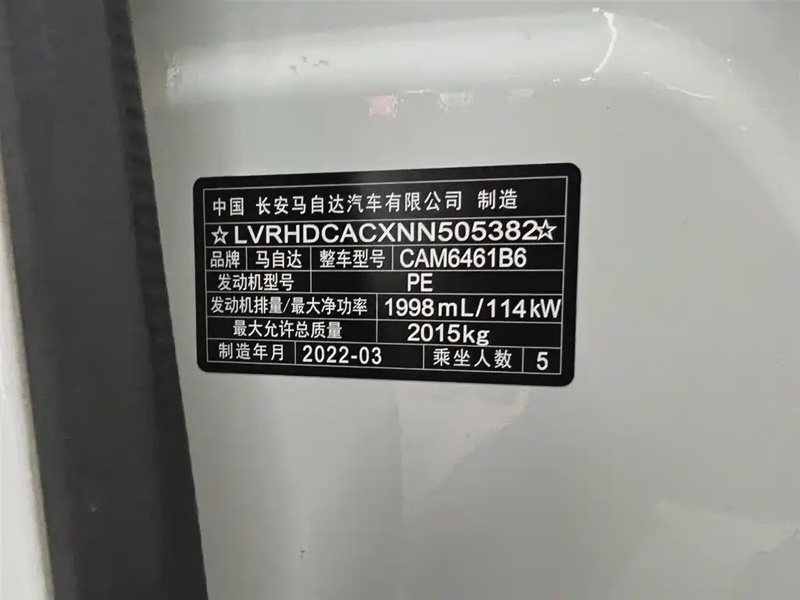 中国 长安马自达汽车有限公司 制造
☆LVRHDCACXNN505382☆
品牌 马自达 整车型号 CAM6461B6
发动机型号 PE
发动机排量/最大净功率 1998mL/114kW
最大允许总质量 2015kg
制造年月 2022-03 乘坐人数 5